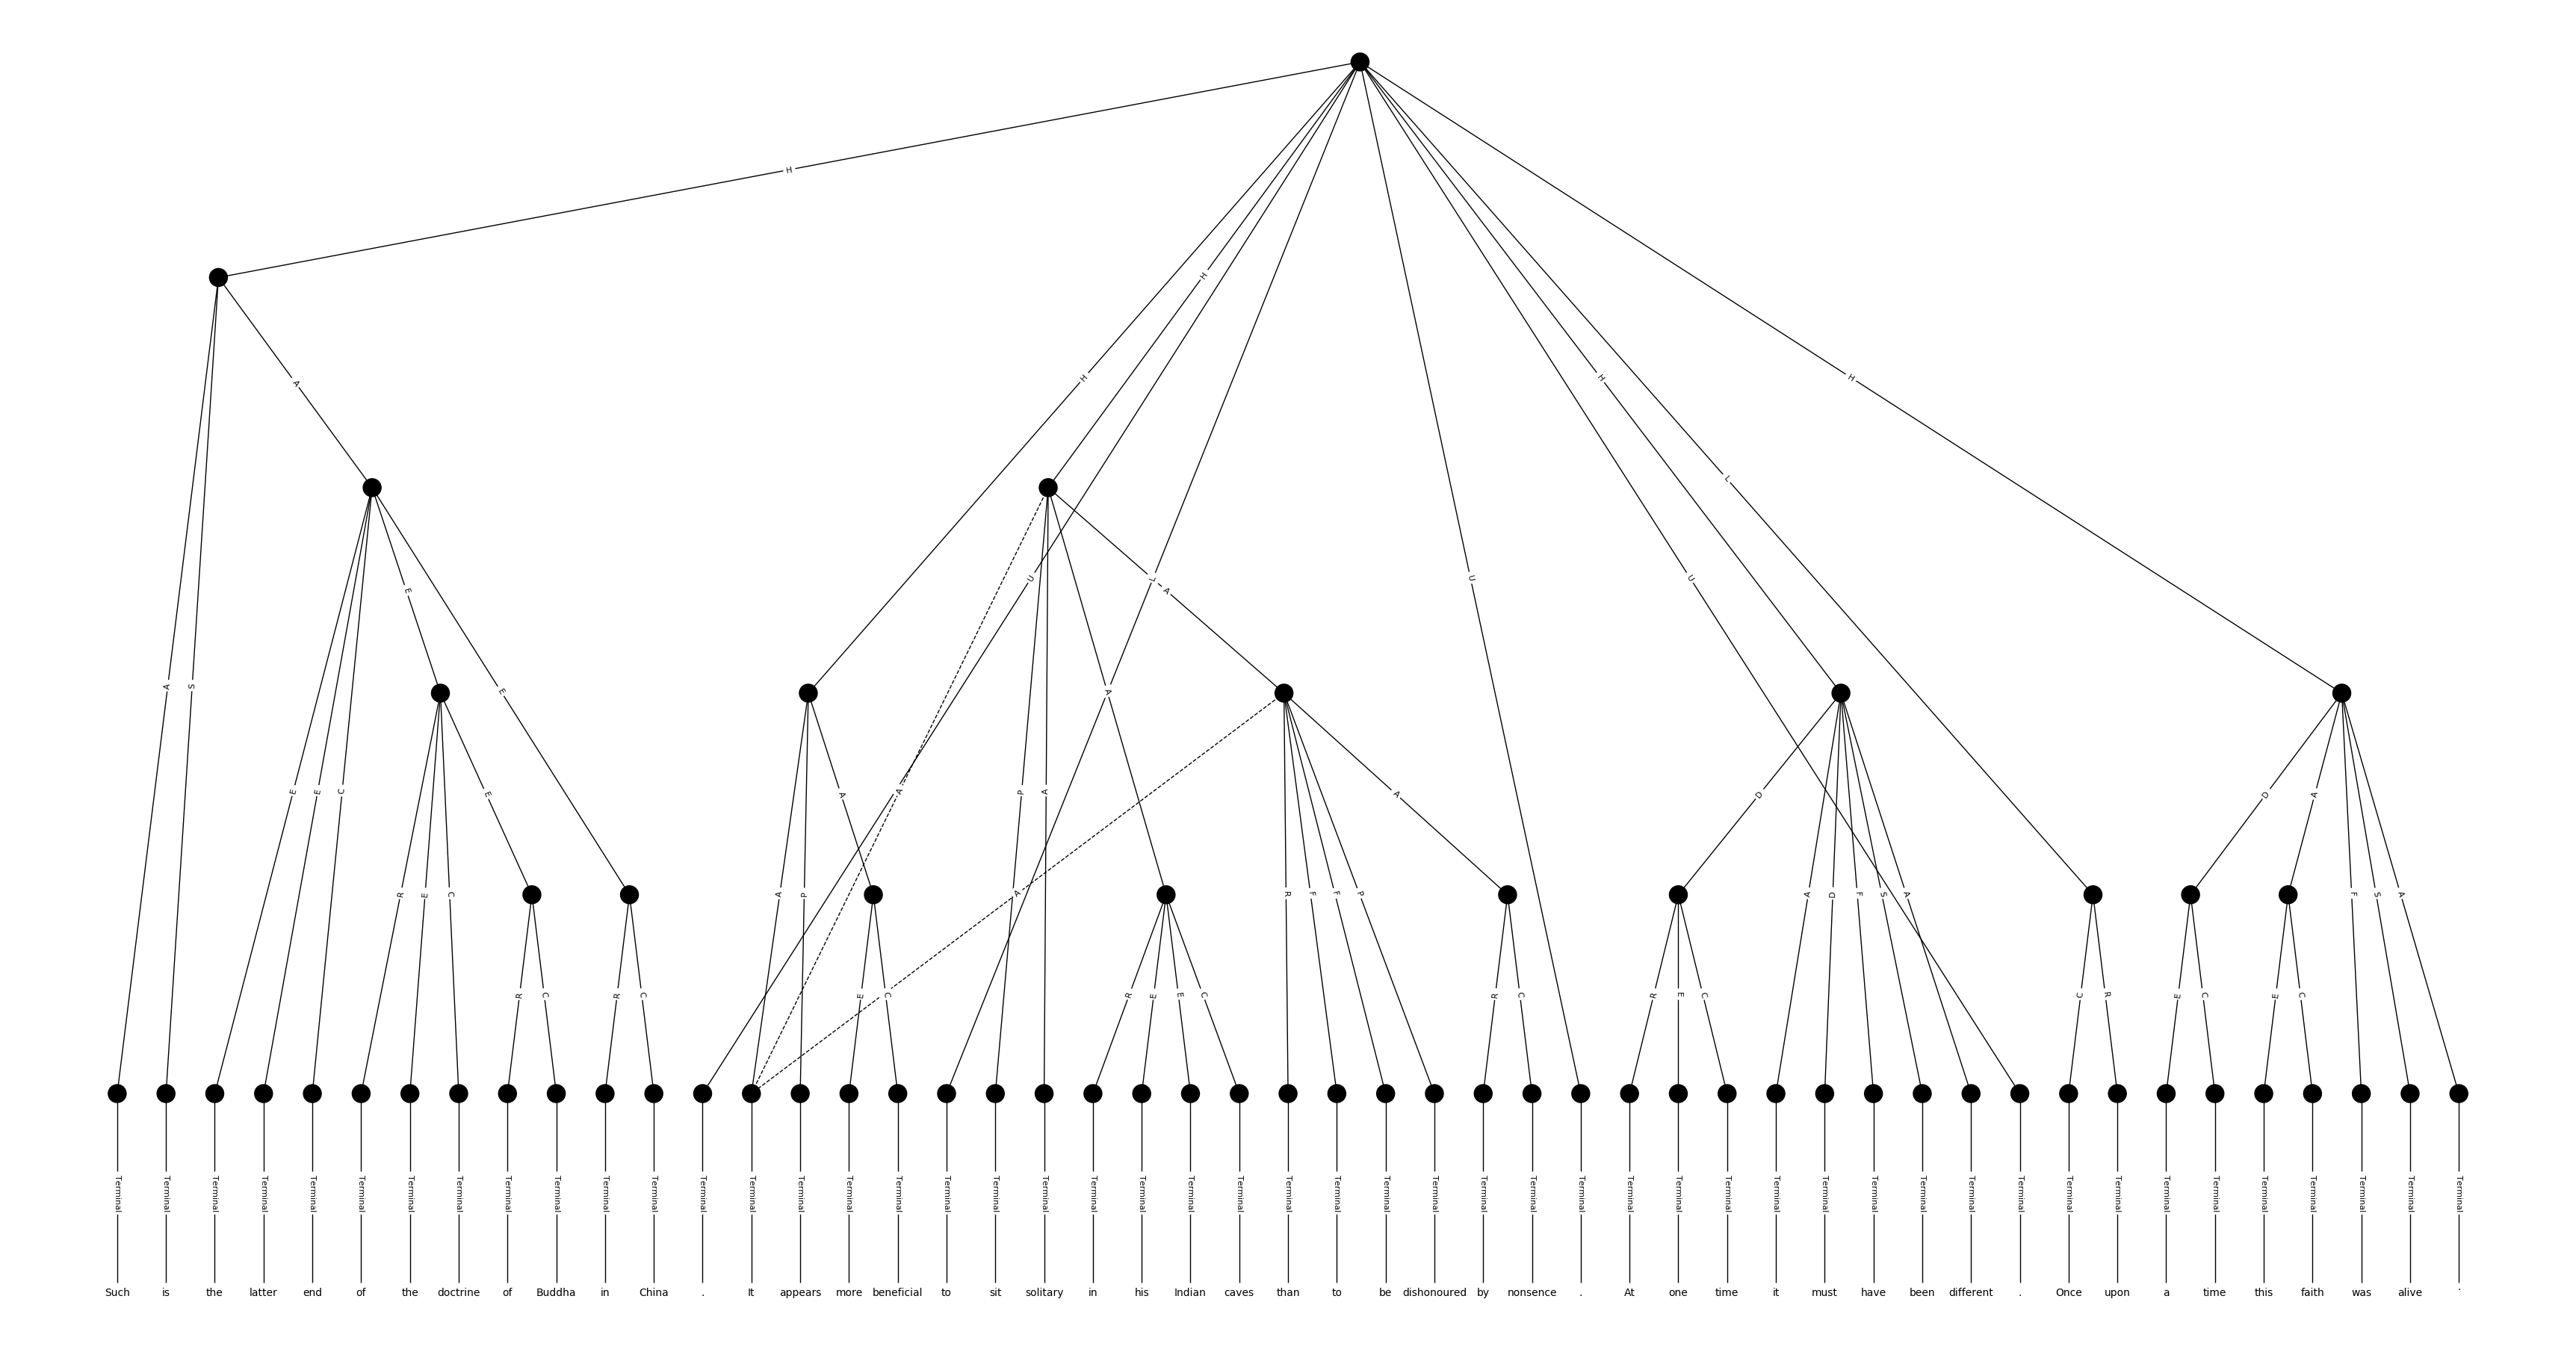 H
H
H
H
H
L
A
U
L
U
U
A
E
A
A
S
E
A
E
E
C
A
P
A
E
A
D
D
A
R
E
C
A
P
A
R
F
F
P
A
D
F
S
A
F
S
A
R
C
R
C
E
C
R
E
E
C
R
C
R
E
C
C
R
E
C
E
C
Terminal Terminal Terminal Terminal Terminal Terminal Terminal Terminal Terminal Terminal Terminal Terminal Terminal Terminal Terminal Terminal Terminal Terminal Terminal Terminal Terminal Terminal Terminal Terminal Terminal Terminal Terminal Terminal Terminal Terminal Terminal Terminal Terminal Terminal Terminal Terminal Terminal Terminal Terminal Terminal Terminal Terminal Terminal Terminal Terminal Terminal Terminal Terminal Terminal
Such is the latter end of the doctrine of Buddha in China . It appears more beneficial to sit solitary in his Indian caves than to be dishonoured by nonsence . At one time it must have been different . Once upon a time this faith was alive .